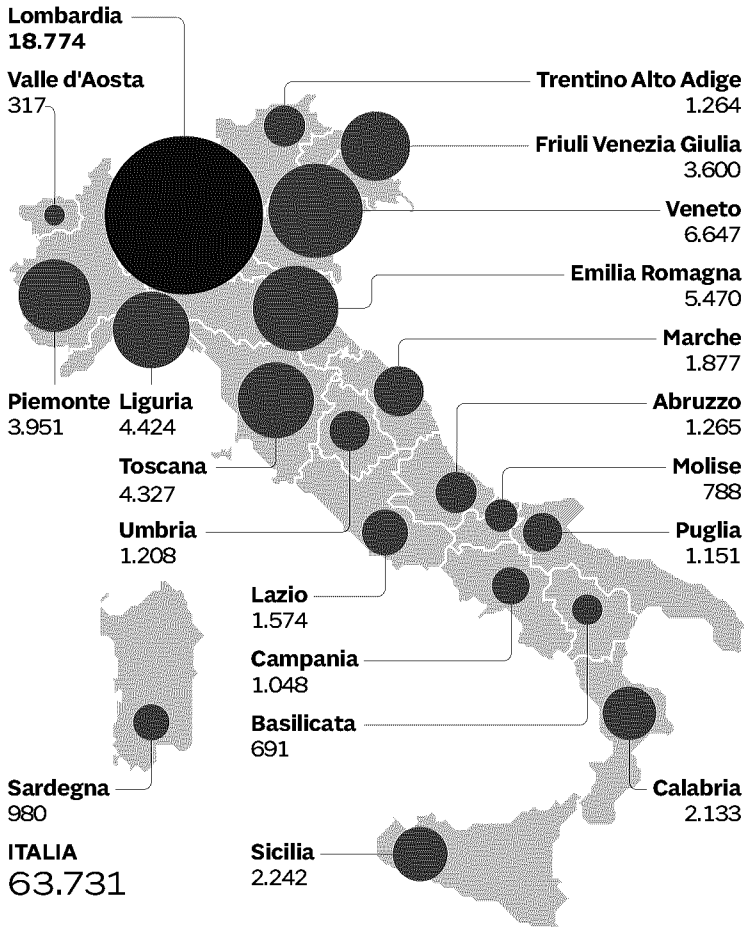 Lombardia
18.774
Valle d'Aosta
317
Trentino Alto Adige
1.264
Friuli Venezia Giulia
3.600
Veneto
6.647
Emilia Romagna
5.470
Marche
1.877
Piemonte
3.951
Liguria
4.424
Abruzzo
1.265
Toscana
4.327
Molise
788
Umbria
1.208
Puglia
1.151
Lazio
1.574
Campania
1.048
Basilicata
691
Sardegna
980
Calabria
2.133
ITALIA
63.731
Sicilia
2.242